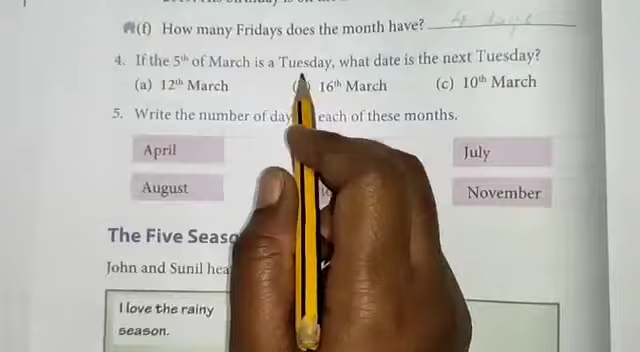 (f) How many Fridays does the month have? 4 days
4. If the 5th of March is a Tuesday, what date is the next Tuesday?
(a) 12th March 16th March (c) 10th March
5. Write the number of day each of these months.
April July
August November
The Five Seas
John and Sunil hea
I love the rainy
season.